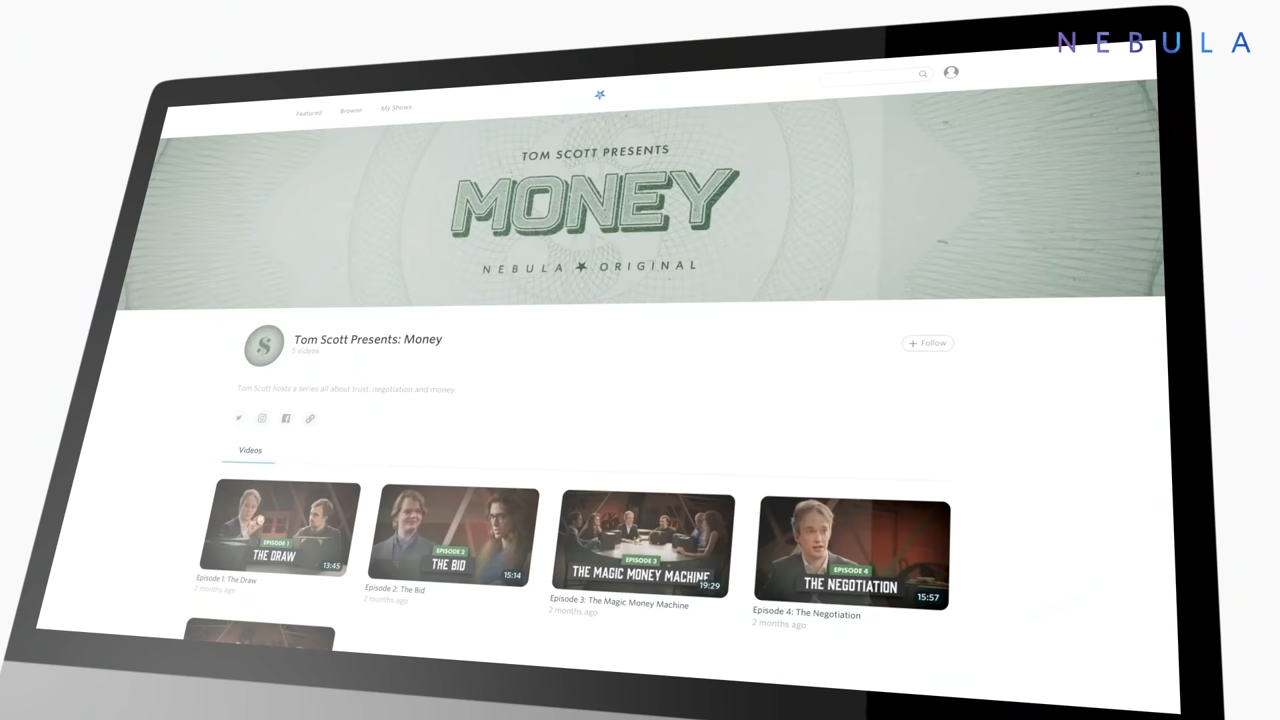 NEBULA
Featured Browse My Shows
TOM SCOTT PRESENTS
MONEY
NEBULA ORIGINAL
S
Tom Scott Presents: Money
5 videos
+ Follow
Tom Scott hosts a series all about trust, negotiation and money.
Videos
EPISODE 1
THE DRAW
13:45
EPISODE 2
THE BID
15:14
EPISODE 3
THE MAGIC MONEY MACHINE
19:29
EPISODE 4
THE NEGOTIATION
15:57
Episode 1: The Draw
2 months ago
Episode 2: The Bid
2 months ago
Episode 3: The Magic Money Machine
2 months ago
Episode 4: The Negotiation
2 months ago